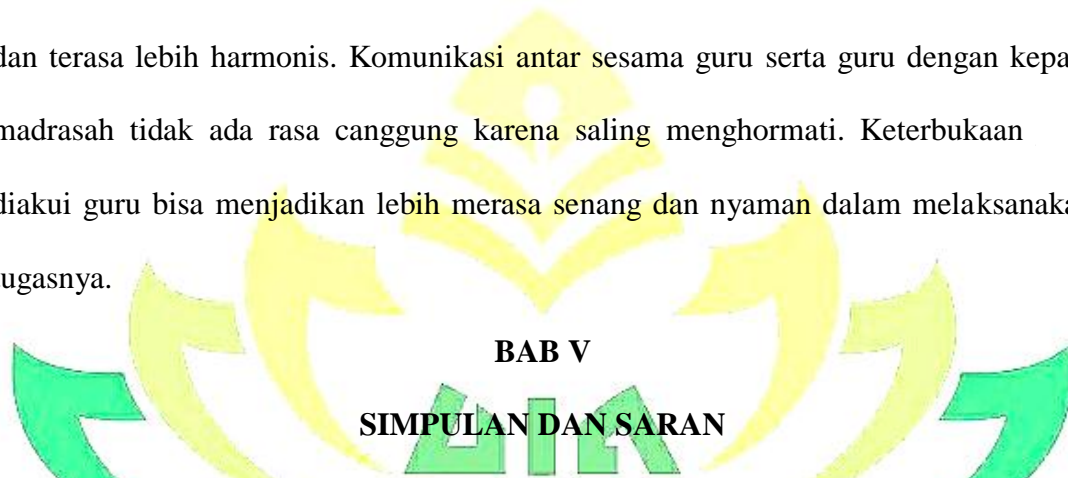 dan terasa lebih harmonis. Komunikasi antar sesama guru serta guru dengan kepa
madrasah tidak ada rasa canggung karena saling menghormati. Keterbukaan
diakui guru bisa menjadikan lebih merasa senang dan nyaman dalam melaksanaka
tugasnya.
BAB V
SIMPULAN DAN SARAN